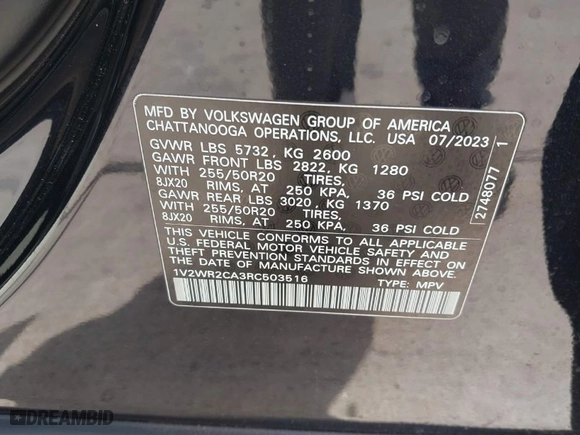 MFD BY VOLKSWAGEN GROUP OF AMERICA
CHATTANOOGA OPERATIONS, LLC. USA 07/2023
GVWR LBS 5732, KG 2600
GAWR FRONT LBS 2822, KG 1280
WITH 255/50R20 TIRES,
8JX20 RIMS, AT 250 KPA, 36 PSI COLD
GAWR REAR LBS 3020, KG 1370
WITH 255/50R20 TIRES,
8JX20 RIMS, AT 250 KPA, 36 PSI COLD
THIS VEHICLE CONFORMS TO ALL APPLICABLE
U.S. FEDERAL MOTOR VEHICLE SAFETY AND
THEFT PREVENTION STANDARDS IN EFFECT ON THE
DATE OF MANUFACTURE SHOWN ABOVE.
1V2WR2CA3RC503516 TYPE: MPV
2748077 1
DREAMBID